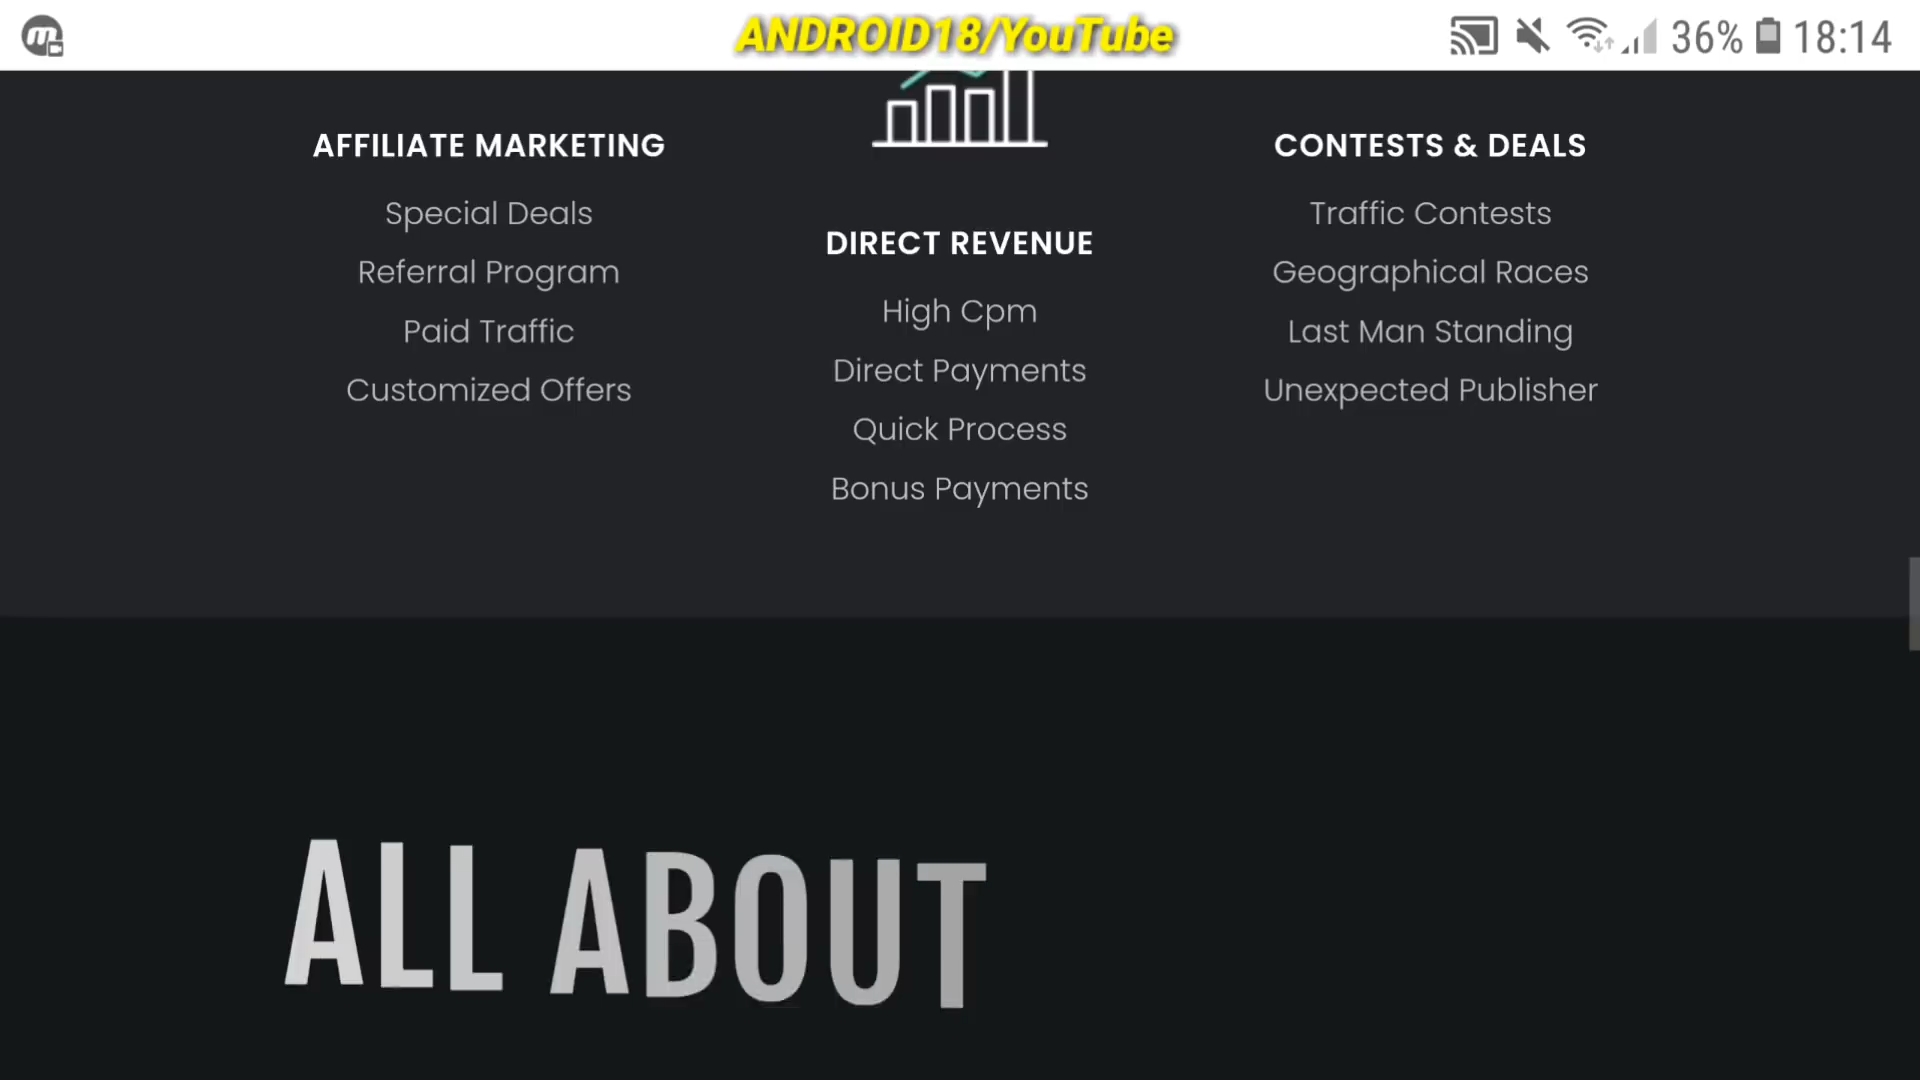 ANDROID18/YouTube
36% 18:14
AFFILIATE MARKETING
Special Deals
Referral Program
Paid Traffic
Customized Offers
DIRECT REVENUE
High Cpm
Direct Payments
Quick Process
Bonus Payments
CONTESTS & DEALS
Traffic Contests
Geographical Races
Last Man Standing
Unexpected Publisher
ALL ABOUT